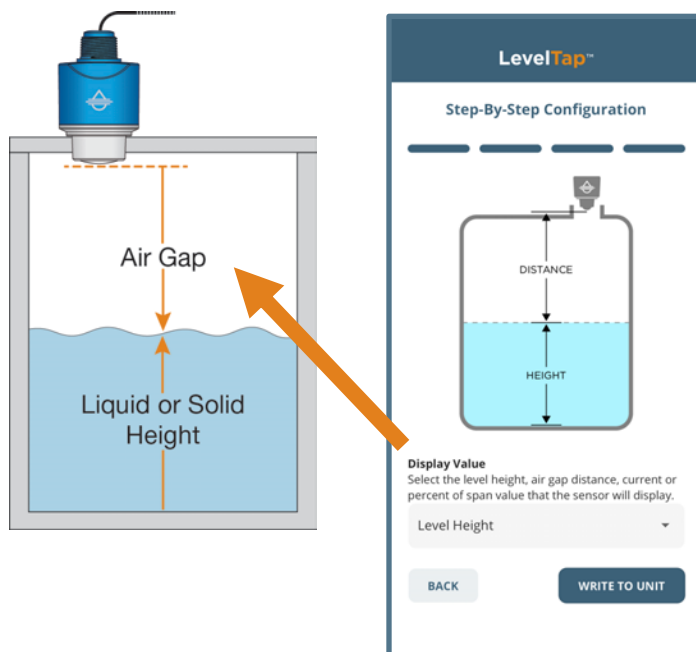 Air Gap
Liquid or Solid
Height
LevelTap™
Step-By-Step Configuration
DISTANCE
HEIGHT
Display Value
Select the level height, air gap distance, current or
percent of span value that the sensor will display.
Level Height
BACK
WRITE TO UNIT